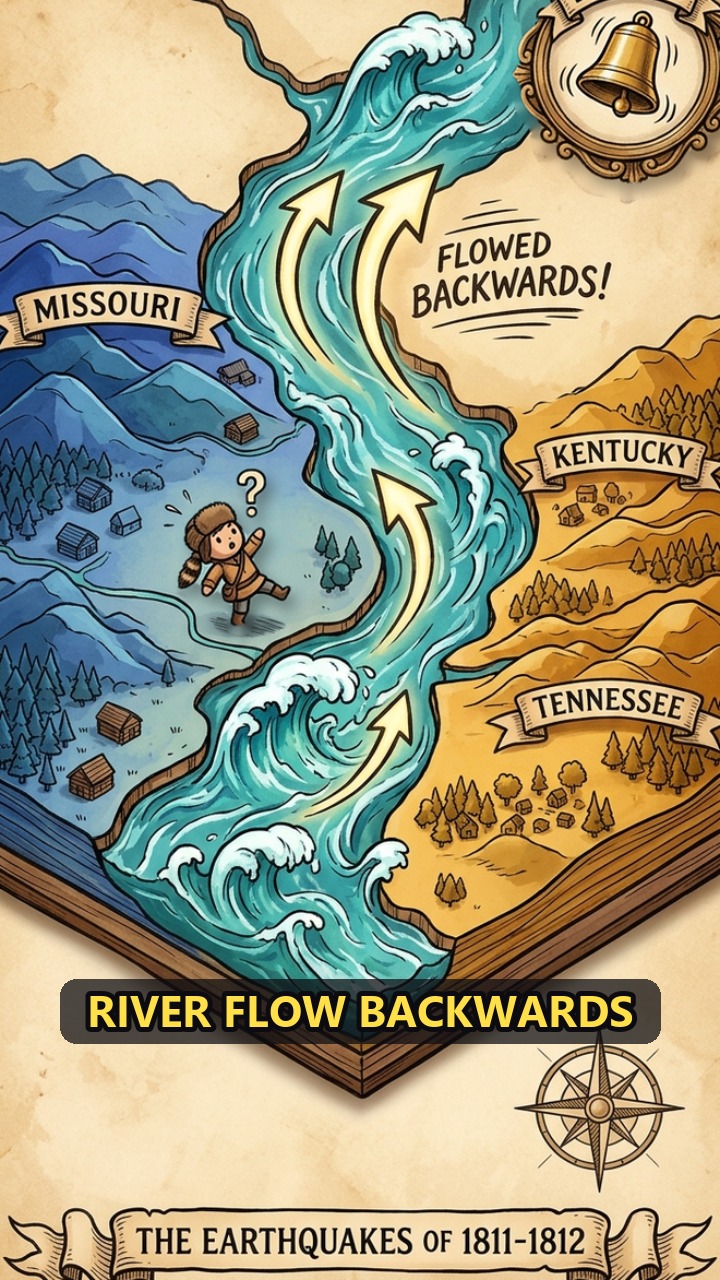 MISSOURI
FLOWED
BACKWARDS!
KENTUCKY
?
TENNESSEE
RIVER FLOW BACKWARDS
THE EARTHQUAKES OF 1811-1812